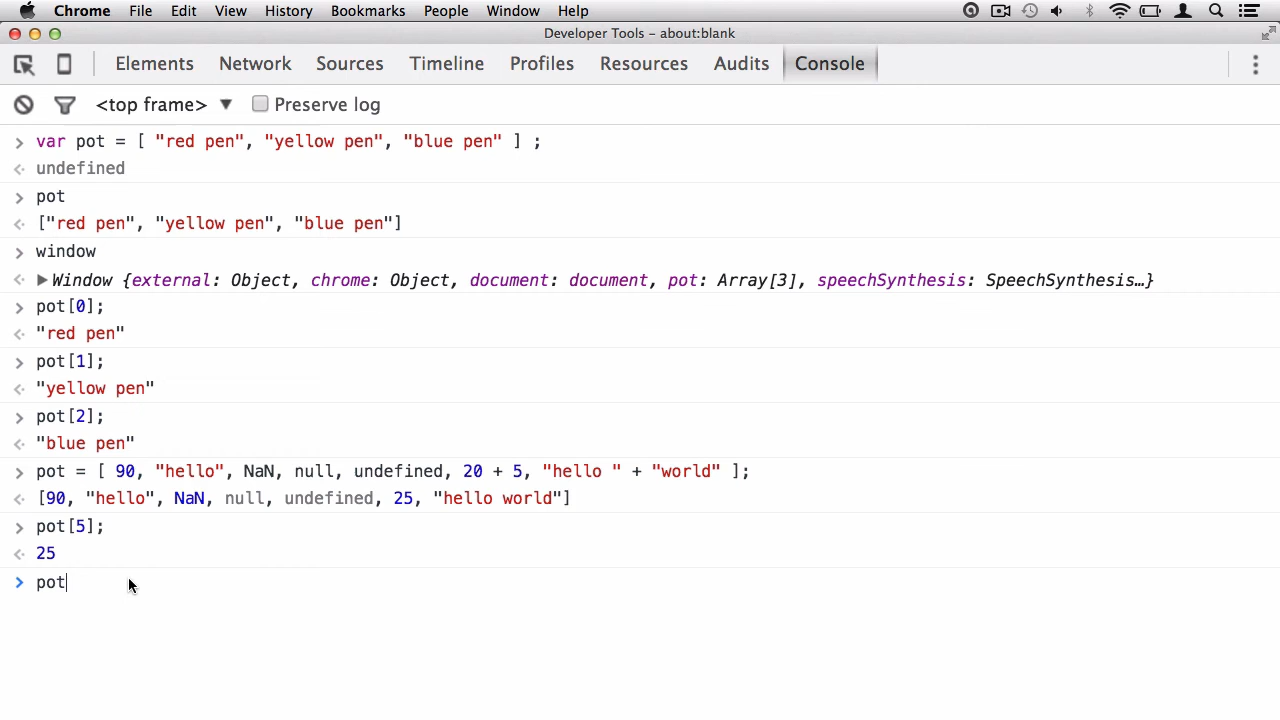 Chrome File Edit View History Bookmarks People Window Help
Developer Tools - about:blank
Elements Network Sources Timeline Profiles Resources Audits Console
<top frame> ▼ Preserve log
> var pot = [ "red pen", "yellow pen", "blue pen" ] ;
undefined
> pot
["red pen", "yellow pen", "blue pen"]
> window
▶Window {external: Object, chrome: Object, document: document, pot: Array[3], speechSynthesis: SpeechSynthesis…}
> pot[0];
"red pen"
> pot[1];
"yellow pen"
> pot[2];
"blue pen"
> pot = [ 90, "hello", NaN, null, undefined, 20 + 5, "hello " + "world" ];
[90, "hello", NaN, null, undefined, 25, "hello world"]
> pot[5];
25
> pot